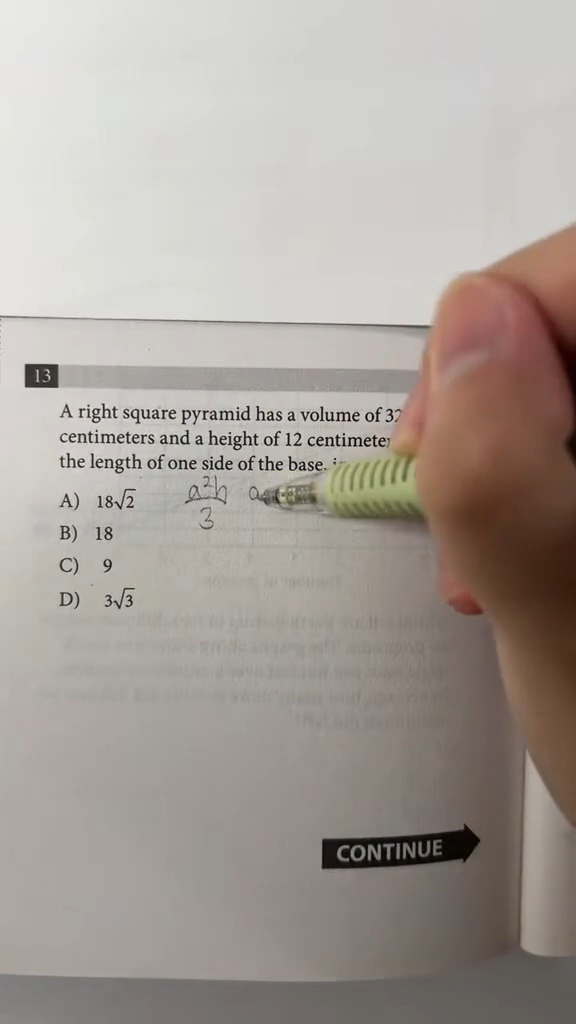 13
A right square pyramid has a volume of 32
centimeters and a height of 12 centimeter
the length of one side of the base,
A) 18√2
a²h a
3
B) 18
C) 9
D) 3√3
CONTINUE